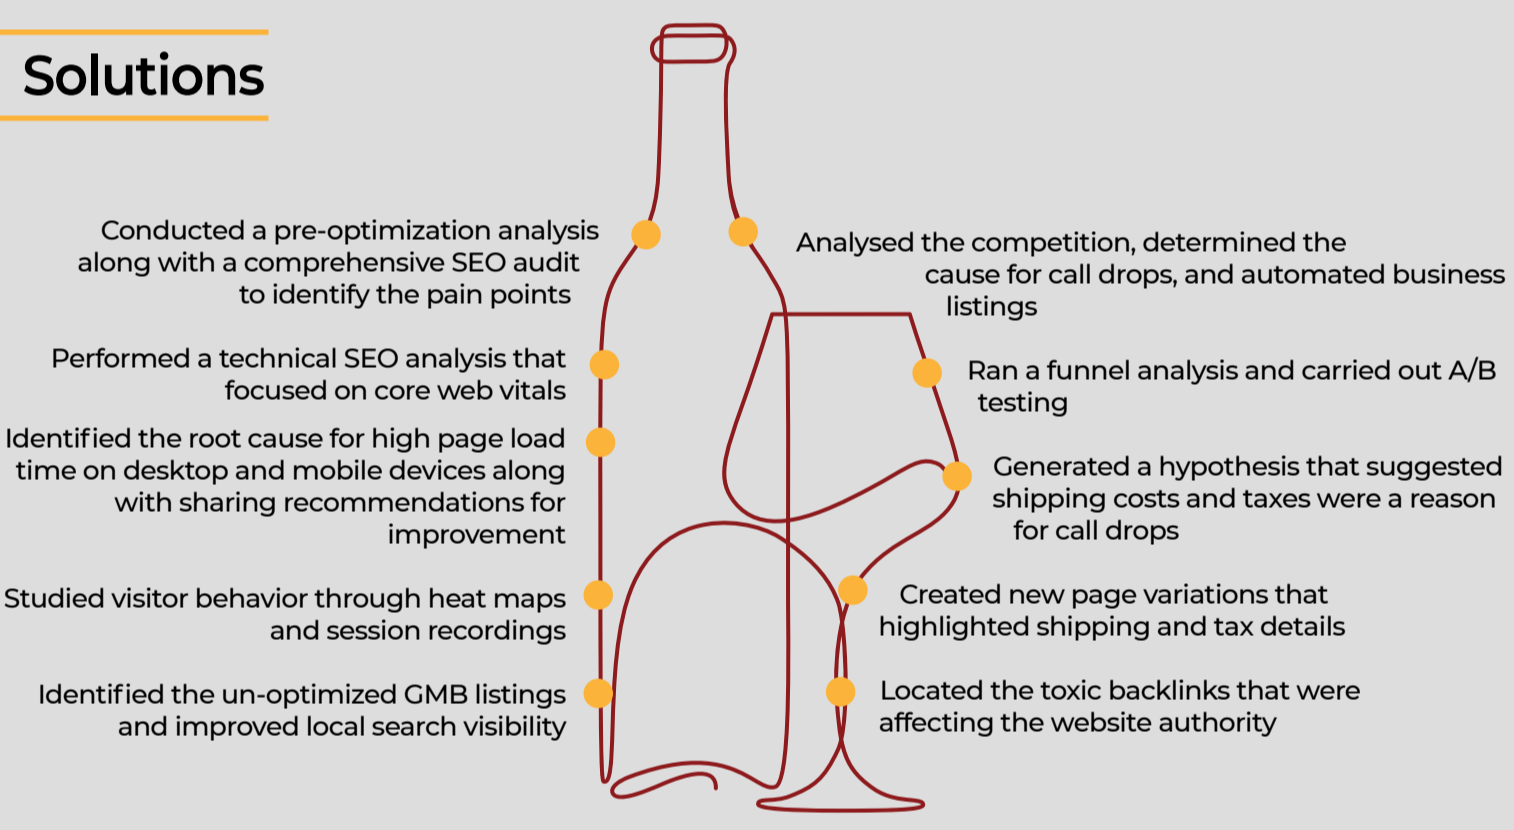 Solutions
Conducted a pre-optimization analysis
along with a comprehensive SEO audit
to identify the pain points
Performed a technical SEO analysis that
focused on core web vitals
Identified the root cause for high page load
time on desktop and mobile devices along
with sharing recommendations for
improvement
Studied visitor behavior through heat maps
and session recordings
Identified the un-optimized GMB listings
and improved local search visibility
Analysed the competition, determined the
cause for call drops, and automated business
listings
Ran a funnel analysis and carried out A/B
testing
Generated a hypothesis that suggested
shipping costs and taxes were a reason
for call drops
Created new page variations that
highlighted shipping and tax details
Located the toxic backlinks that were
affecting the website authority